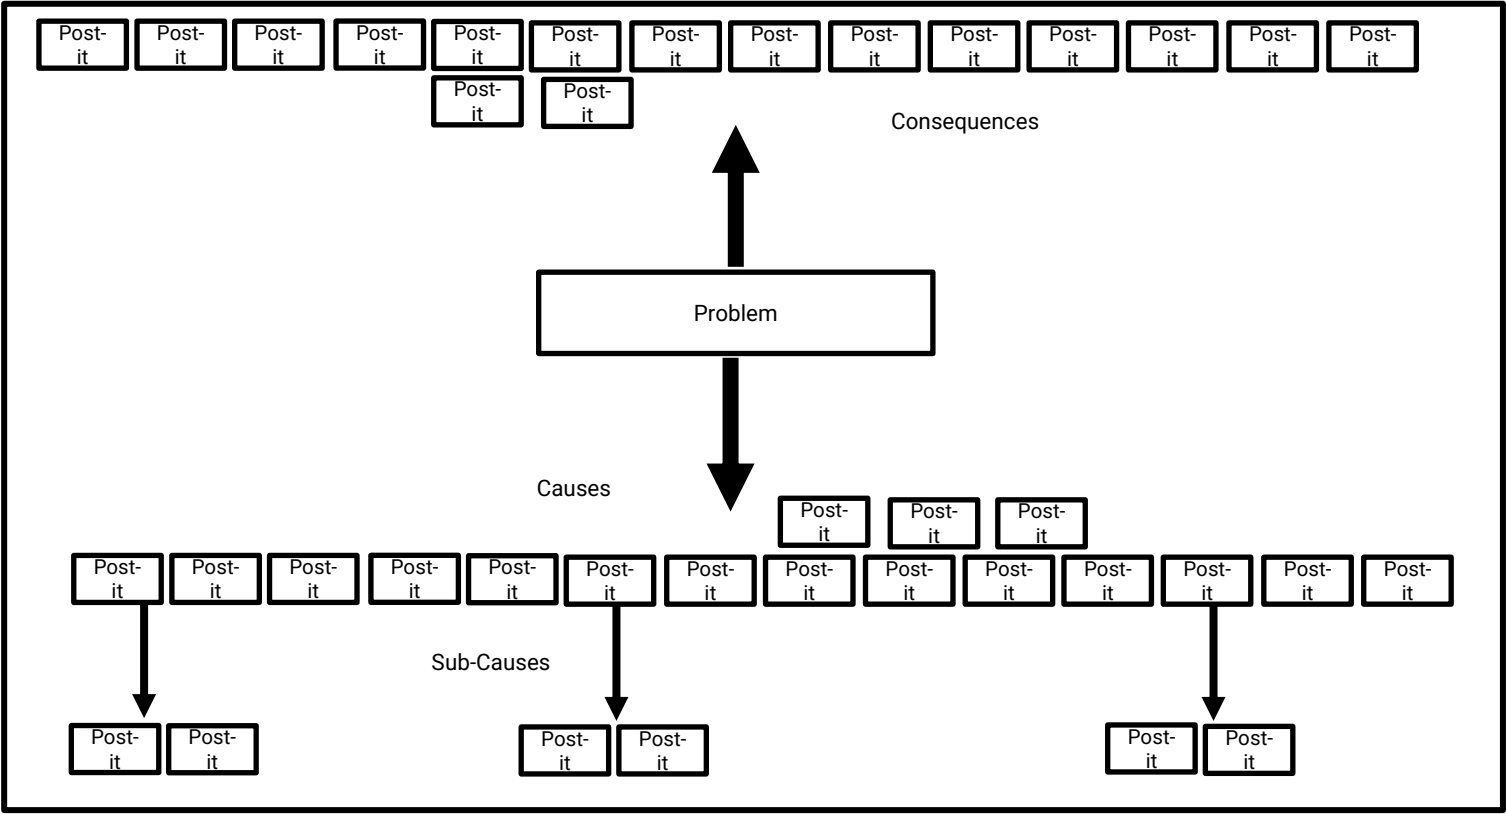 Post-
it
Post-
it
Post-
it
Post-
it
Post-
it
Post-
it
Post-
it
Post-
it
Post-
it
Post-
it
Post-
it
Post-
it
Post-
it
Post-
it
Post-
it
Post-
it
Consequences
Problem
Causes
Post-
it
Post-
it
Post-
it
Post-
it
Post-
it
Post-
it
Post-
it
Post-
it
Post-
it
Post-
it
Post-
it
Post-
it
Post-
it
Post-
it
Post-
it
Post-
it
Post-
it
Sub-Causes
Post-
it
Post-
it
Post-
it
Post-
it
Post-
it
Post-
it